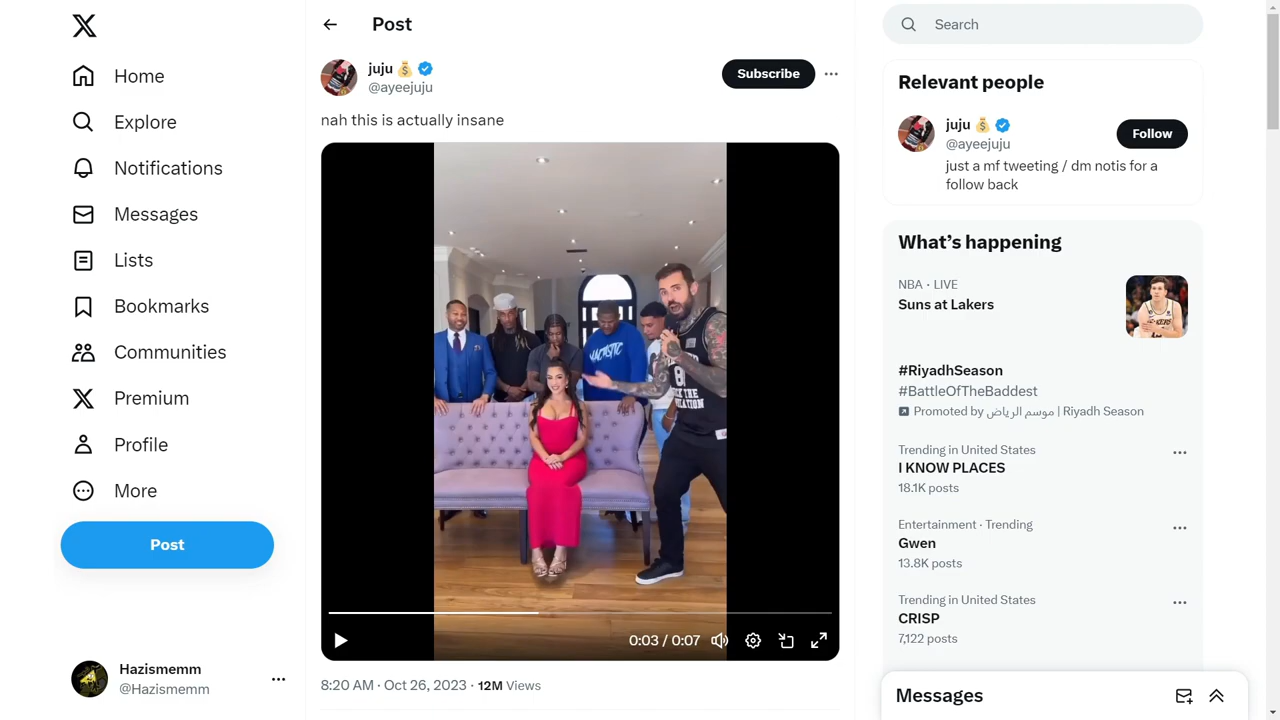 Home
Explore
Notifications
Messages
Lists
Bookmarks
Communities
Premium
Profile
More
Post
Hazismemm
@Hazismemm
Post
juju
@ayeejuju
Subscribe
nah this is actually insane
0:03 / 0:07
8:20 AM · Oct 26, 2023 · 12M Views
Search
Relevant people
juju
@ayeejuju
Follow
just a mf tweeting / dm notis for a
follow back
What's happening
NBA · LIVE
Suns at Lakers
#RiyadhSeason
#BattleOfTheBaddest
Promoted by موسم الرياض | Riyadh Season
Trending in United States
I KNOW PLACES
18.1K posts
Entertainment · Trending
Gwen
13.8K posts
Trending in United States
CRISP
7,122 posts
Messages